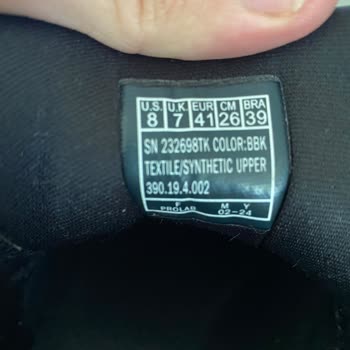 U.S. U.K. EUR CM BRA
8 7 41 26 39
SN 232698TK COLOR:BBK
TEXTILE/SYNTHETIC UPPER
390.19.4.002
F M Y
PROLAD 02-24